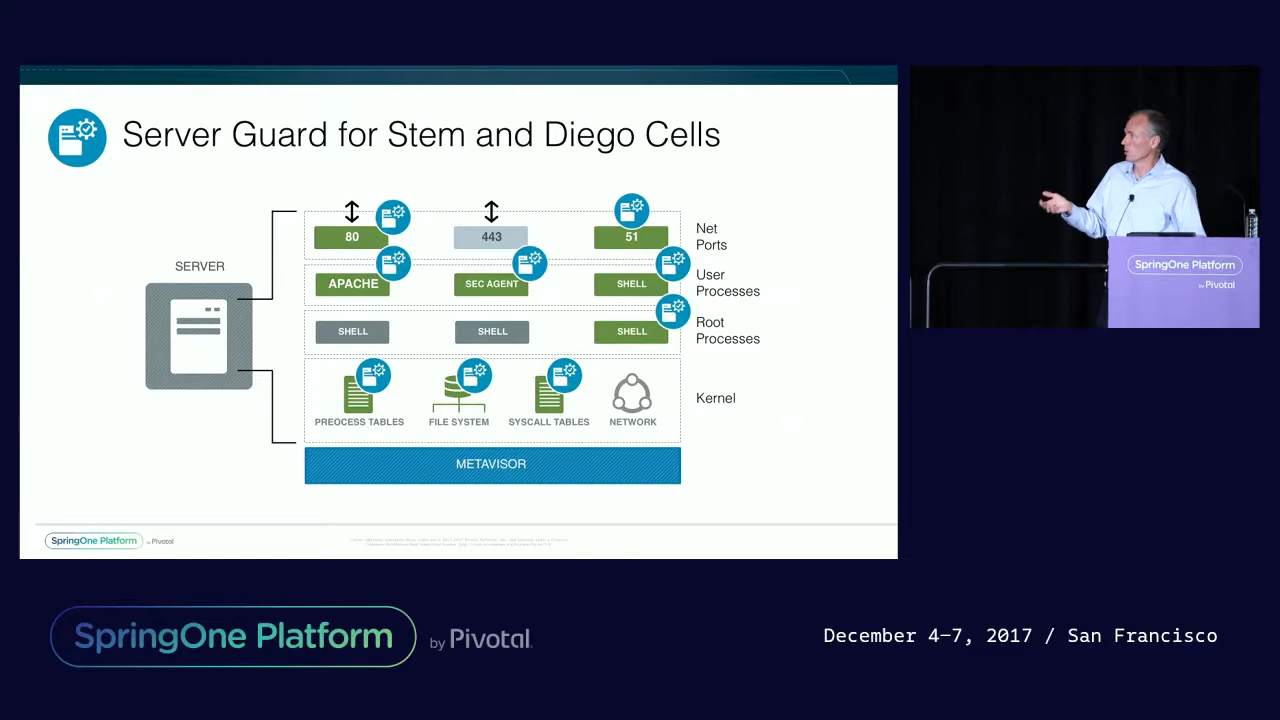 Server Guard for Stem and Diego Cells
SERVER
80
443
51
Net
Ports
APACHE
SEC AGENT
SHELL
User
Processes
SHELL
SHELL
SHELL
Root
Processes
PREOCESS TABLES
FILE SYSTEM
SYSCALL TABLES
NETWORK
Kernel
METAVISOR
SpringOne Platform
by Pivotal
SpringOne Platform
by Pivotal
SpringOne Platform
by Pivotal
December 4–7, 2017 / San Francisco